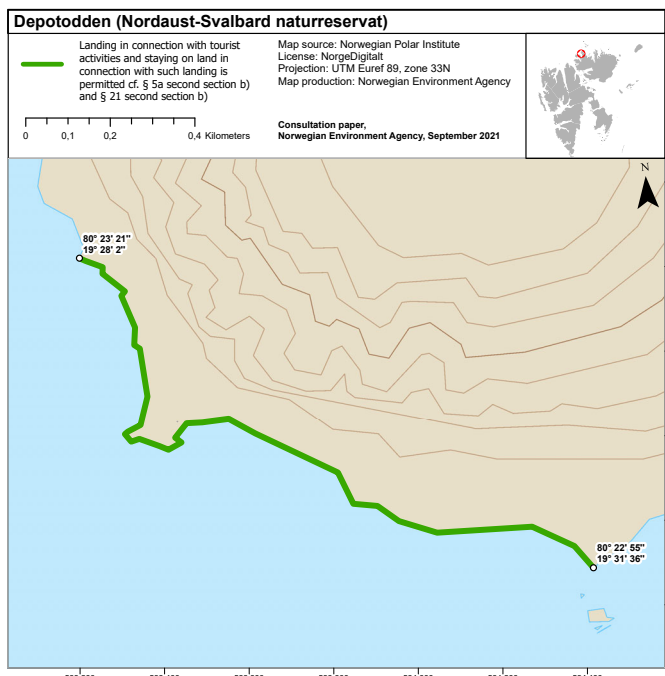 Depotodden (Nordaust-Svalbard naturreservat)
Landing in connection with tourist
activities and staying on land in
connection with such landing is
permitted cf. § 5a second section b)
and § 21 second section b)
Map source: Norwegian Polar Institute
License: NorgeDigitalt
Projection: UTM Euref 89, zone 33N
Map production: Norwegian Environment Agency
0 0,1 0,2 0,4 Kilometers
Consultation paper,
Norwegian Environment Agency, September 2021
N
80° 23' 21"
19° 28' 2"
80° 22' 55"
19° 31' 36"